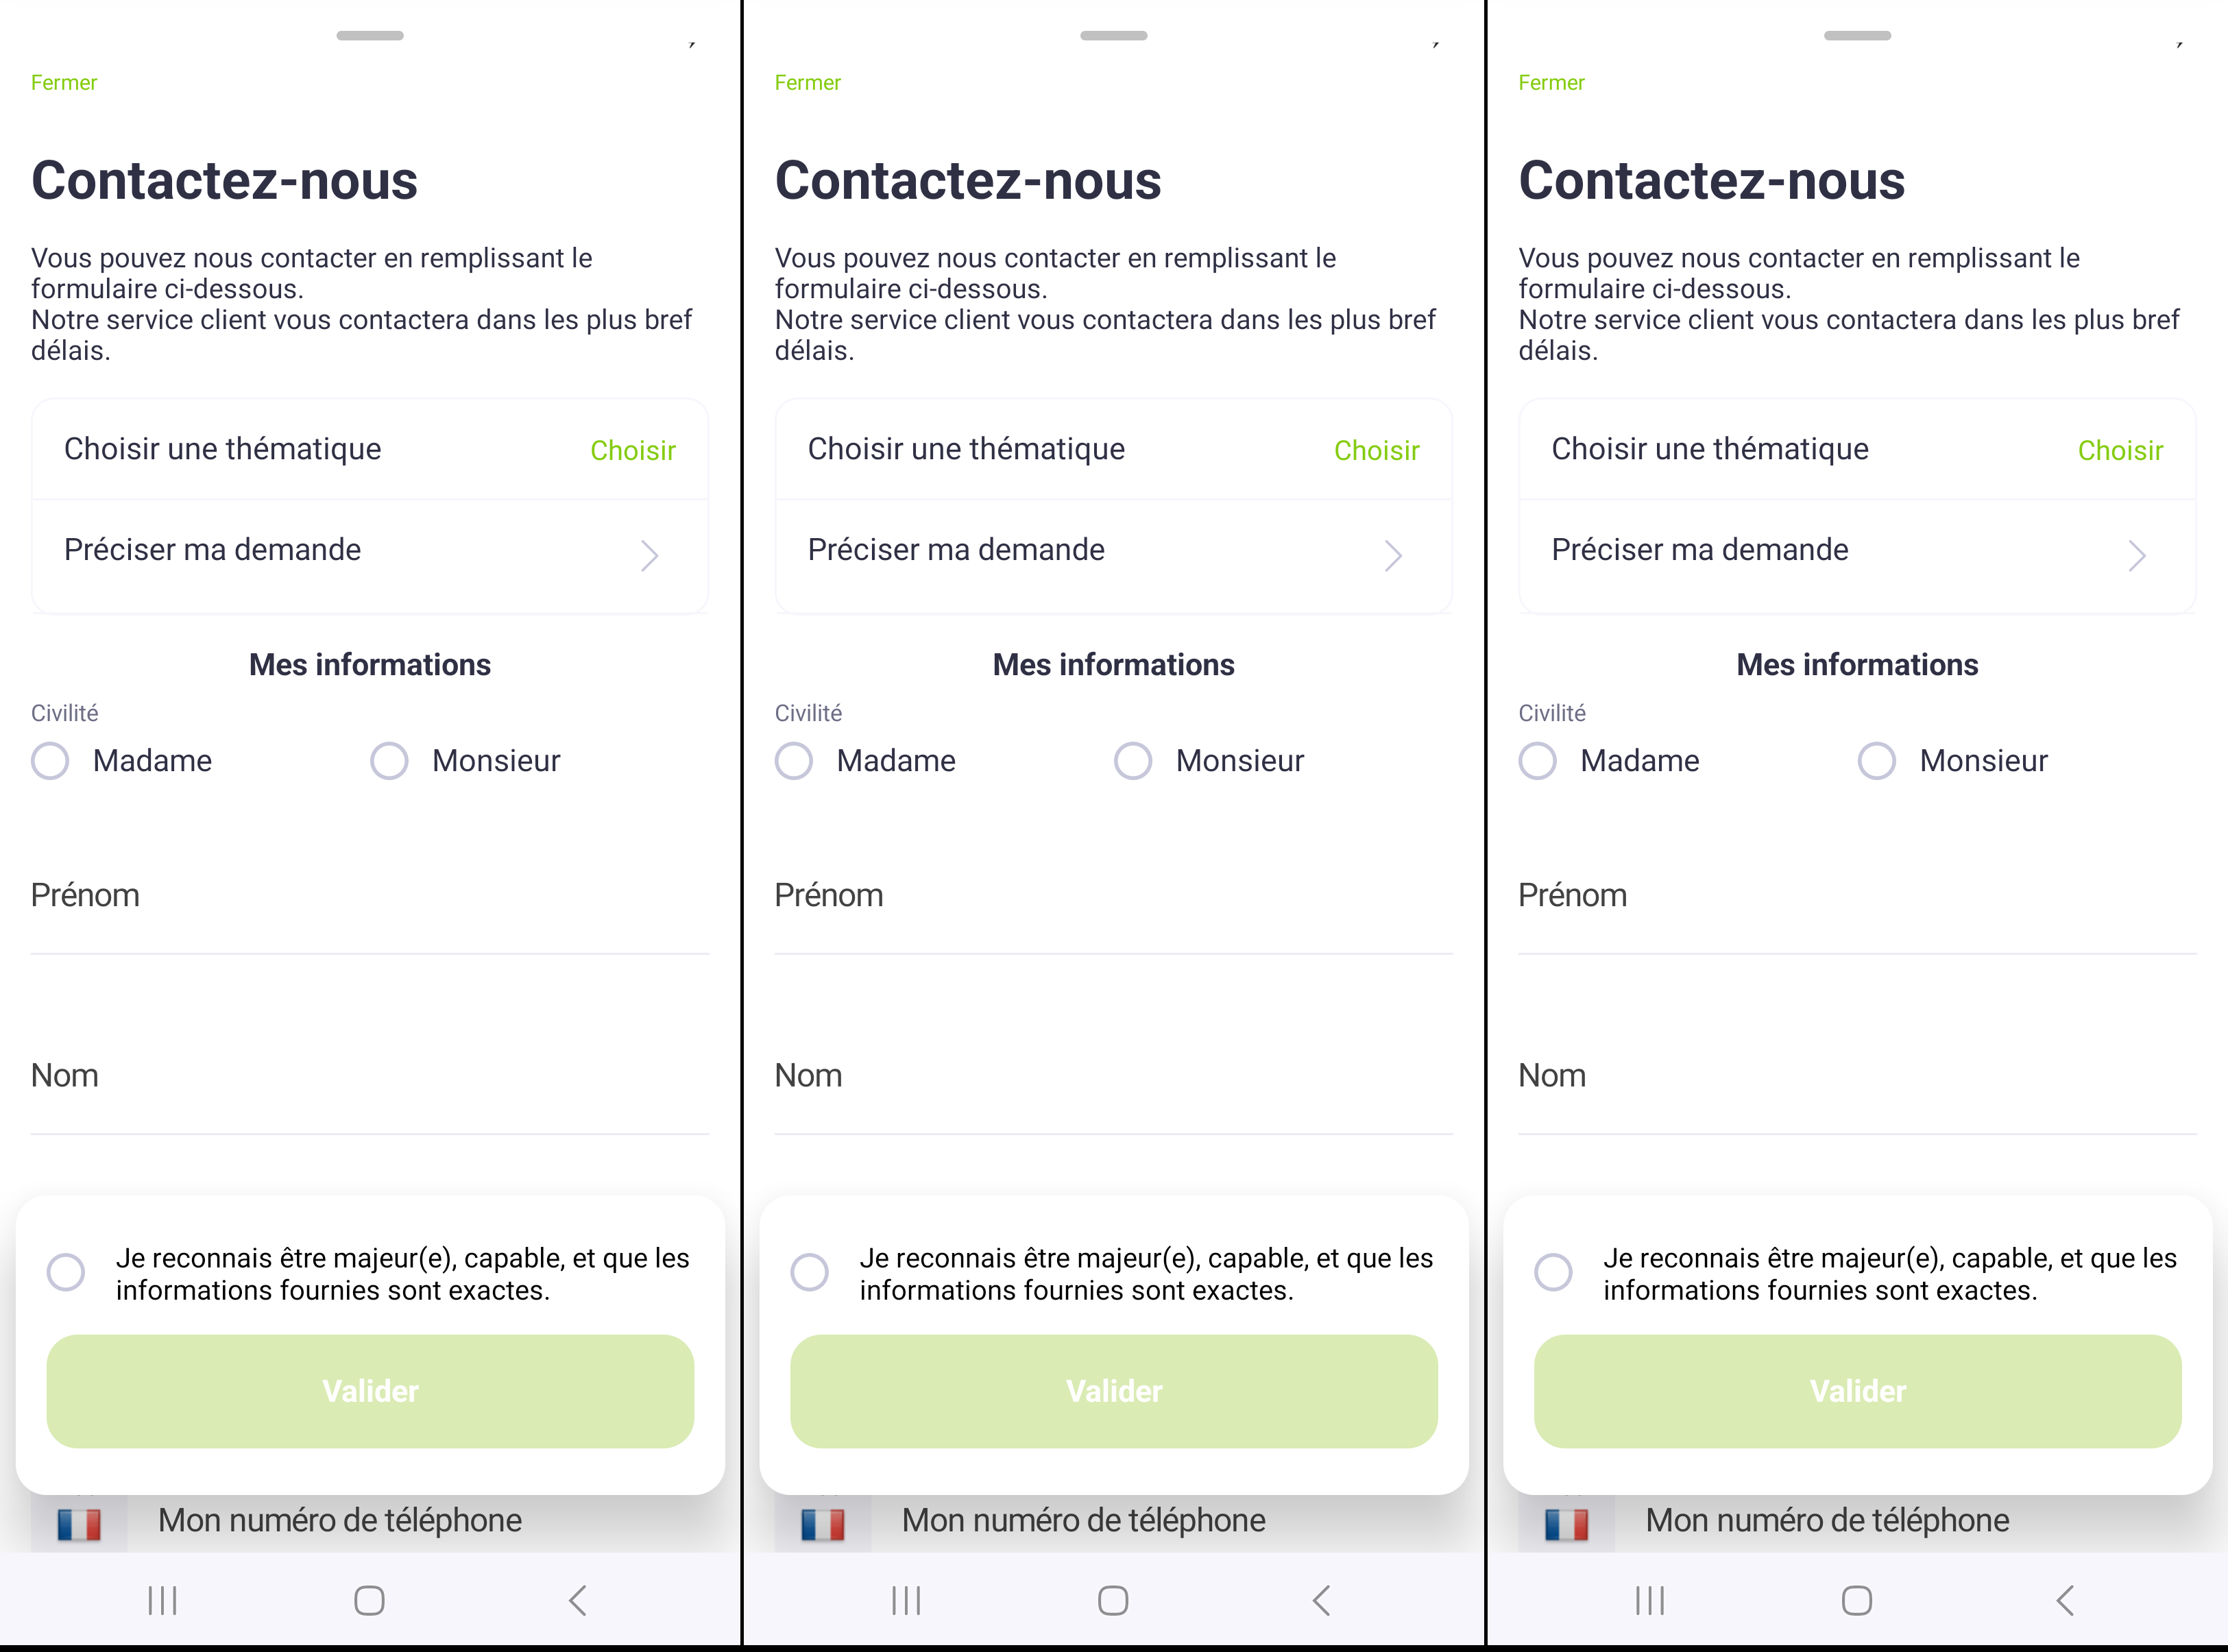 Fermer
Contactez-nous
Vous pouvez nous contacter en remplissant le
formulaire ci-dessous.
Notre service client vous contactera dans les plus bref
délais.
Choisir une thématique Choisir
Préciser ma demande
Mes informations
Civilité
Madame Monsieur
Prénom
Nom
Je reconnais être majeur(e), capable, et que les
informations fournies sont exactes.
Valider
Mon numéro de téléphone
Fermer
Contactez-nous
Vous pouvez nous contacter en remplissant le
formulaire ci-dessous.
Notre service client vous contactera dans les plus bref
délais.
Choisir une thématique Choisir
Préciser ma demande
Mes informations
Civilité
Madame Monsieur
Prénom
Nom
Je reconnais être majeur(e), capable, et que les
informations fournies sont exactes.
Valider
Mon numéro de téléphone
Fermer
Contactez-nous
Vous pouvez nous contacter en remplissant le
formulaire ci-dessous.
Notre service client vous contactera dans les plus bref
délais.
Choisir une thématique Choisir
Préciser ma demande
Mes informations
Civilité
Madame Monsieur
Prénom
Nom
Je reconnais être majeur(e), capable, et que les
informations fournies sont exactes.
Valider
Mon numéro de téléphone